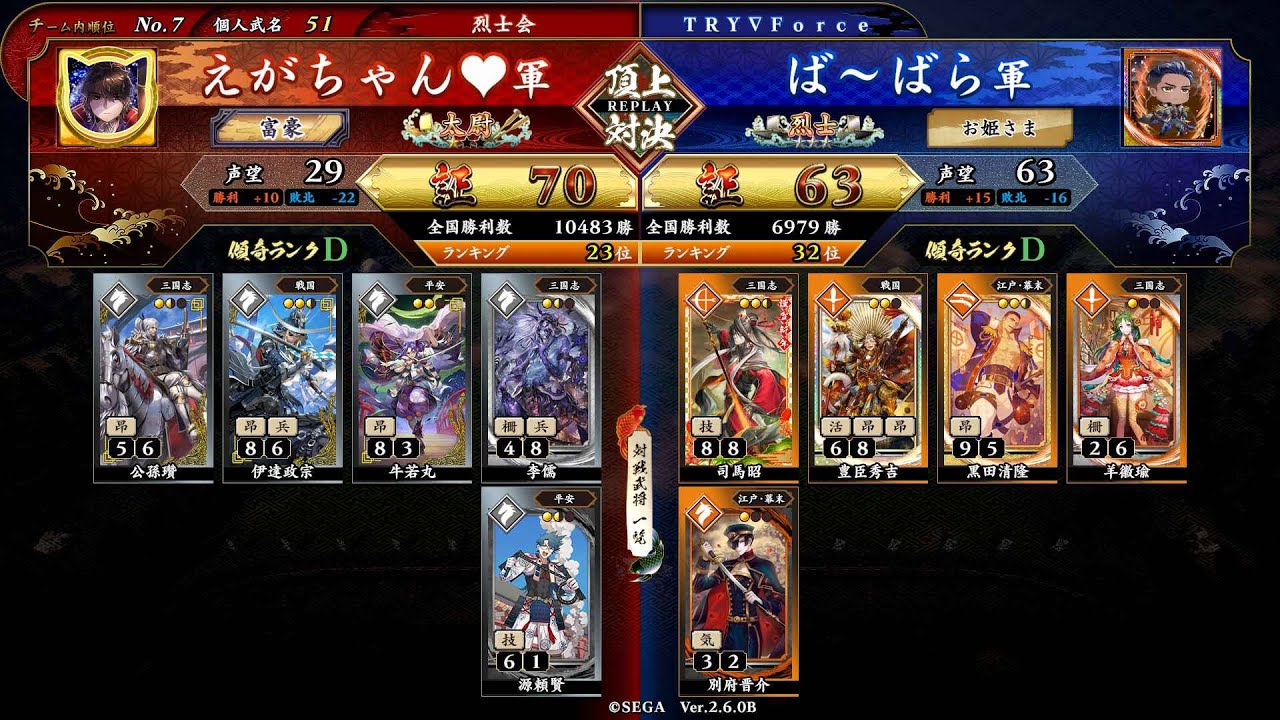 チーム内順位 No.7 個人武名 51
烈士会
TRY∇Force
えがちゃん♥軍
富豪
太尉
頂上
REPLAY
対決
ば〜ばら軍
烈士
お姫さま
声望 29
勝利 +10 敗北 -22
証 70
証 63
声望 63
勝利 +15 敗北 -16
全国勝利数 10483勝
全国勝利数 6979勝
ランキング 23位
ランキング 32位
傾奇ランクD
傾奇ランクD
三国志
昂
5 6
公孫瓚
戦国
昂 兵
8 6
伊達政宗
平安
昂
8 3
牛若丸
三国志
柵 兵
4 8
李儒
三国志
技
8 8
司馬昭
戦国
活 昂 昂
6 8
豊臣秀吉
江戸・幕末
昂
9 5
黒田清隆
三国志
柵
2 6
羊徽瑜
対戦武将一覧
平安
技
6 1
源頼賢
江戸・幕末
気
3 2
別府晋介
©SEGA Ver.2.6.0B